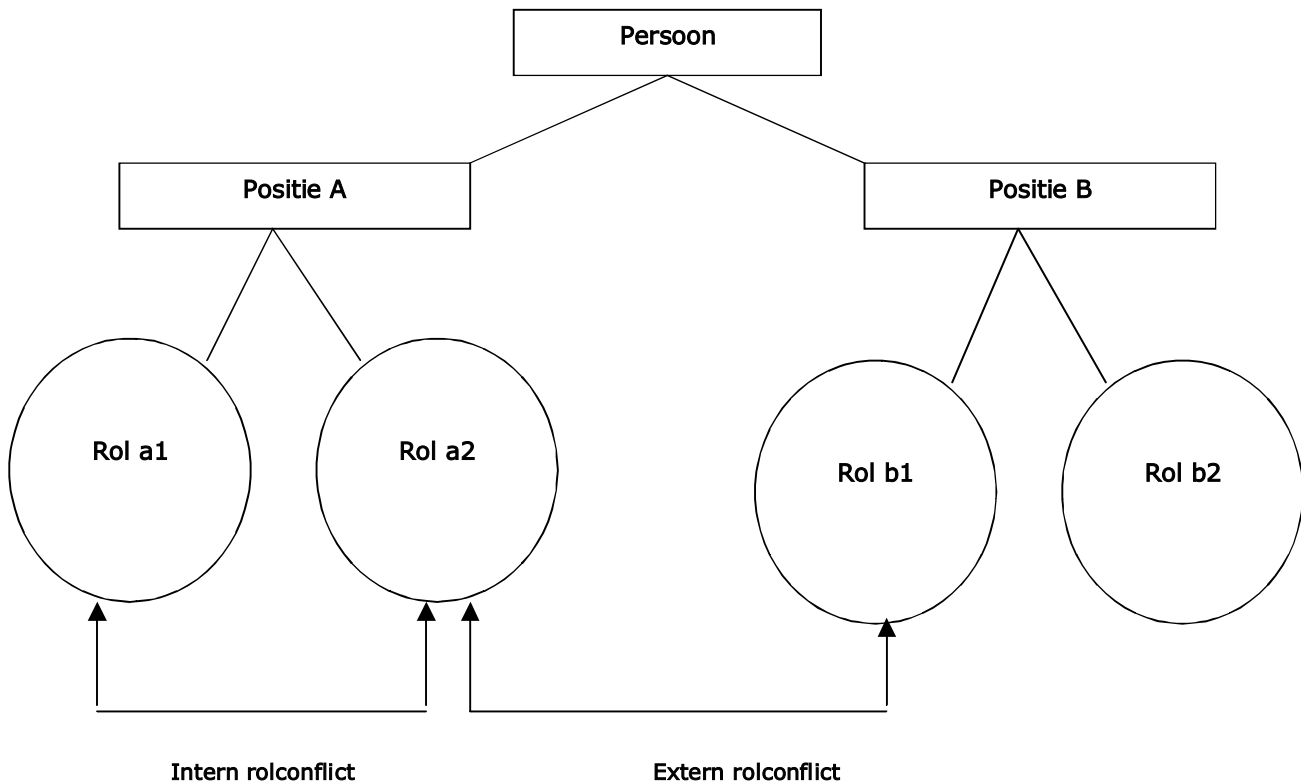 Persoon
Positie A
Positie B
Rol a1
Rol a2
Rol b1
Rol b2
Intern rolconflict
Extern rolconflict